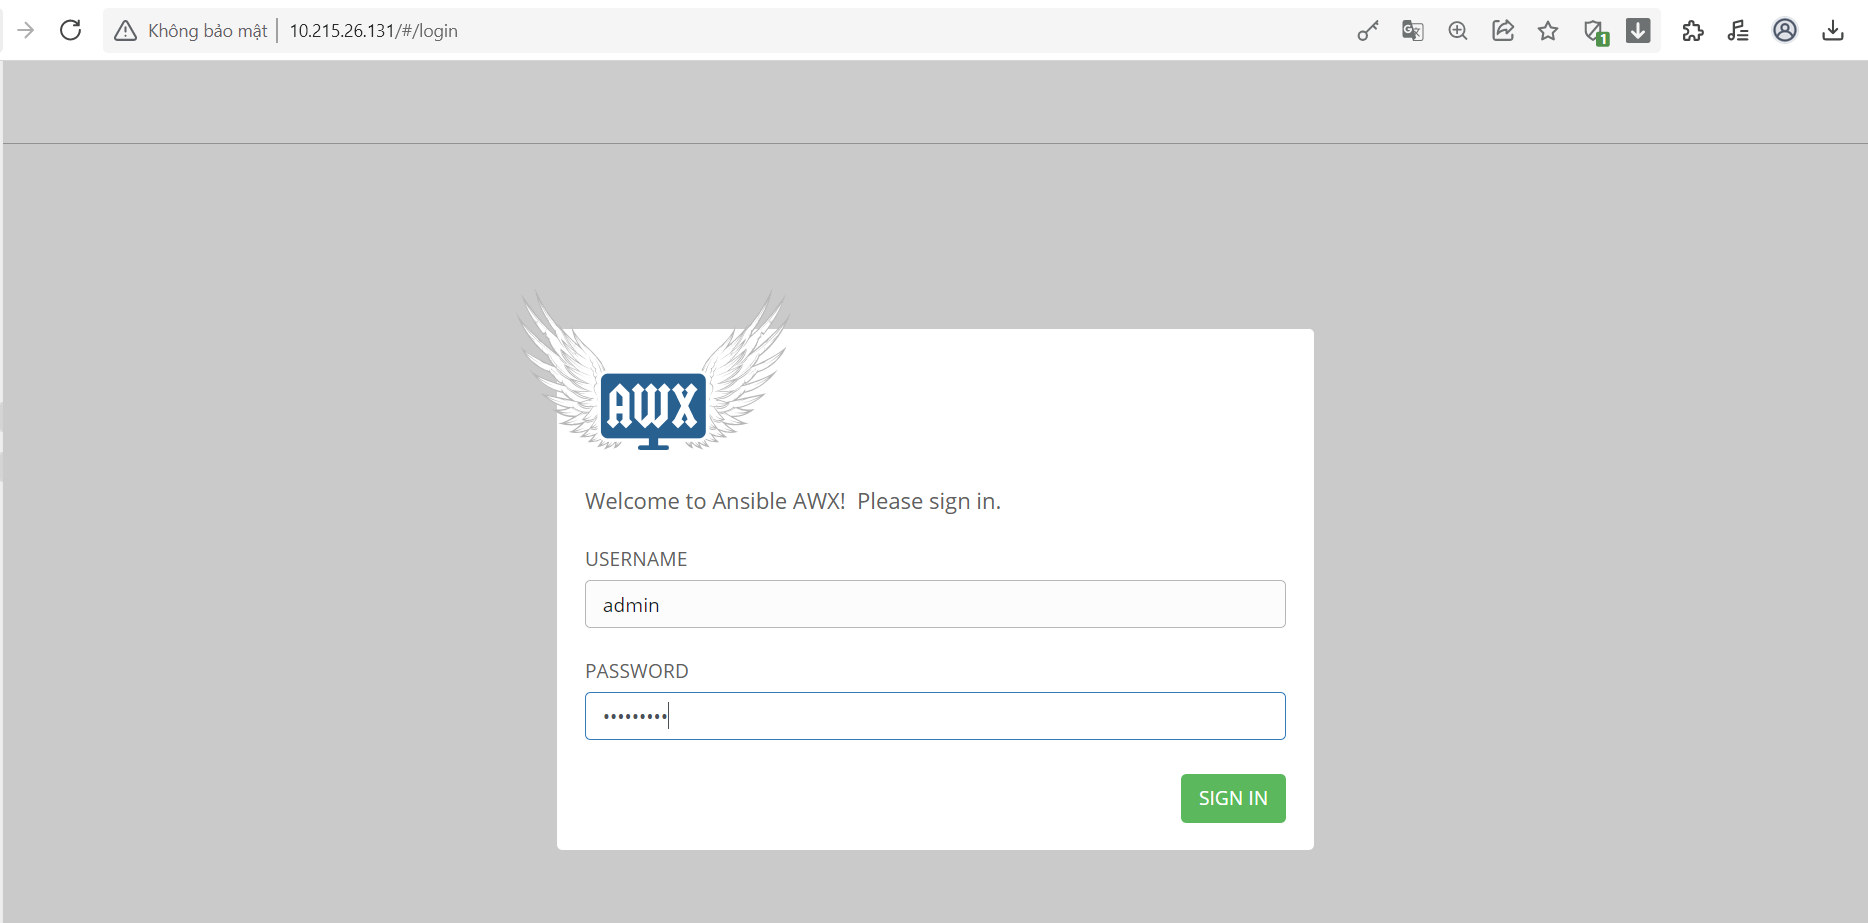 Không bảo mật 10.215.26.131/#/login
1
AWX
Welcome to Ansible AWX! Please sign in.
USERNAME
admin
PASSWORD
•••••••••
SIGN IN